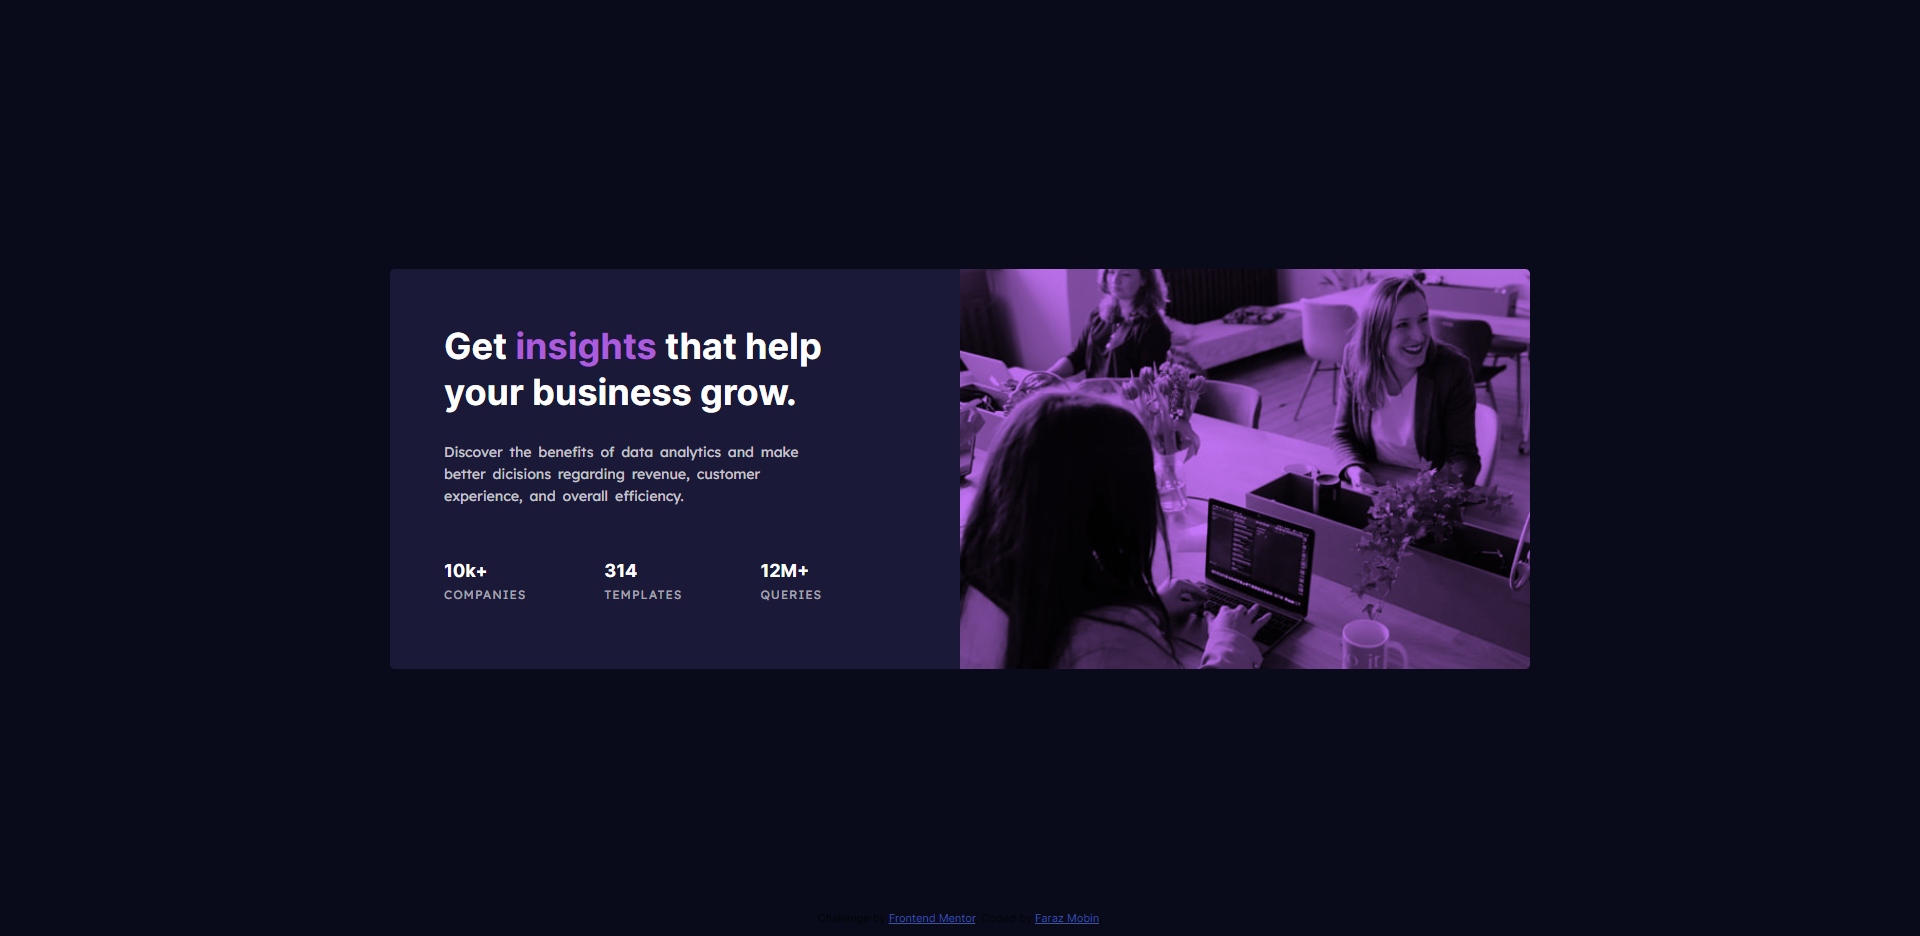 Get insights that help
your business grow.
Discover the benefits of data analytics and make
better dicisions regarding revenue, customer
experience, and overall efficiency.
10k+ 314 12M+
COMPANIES TEMPLATES QUERIES
Challenge by Frontend Mentor. Coded by Faraz Mobin